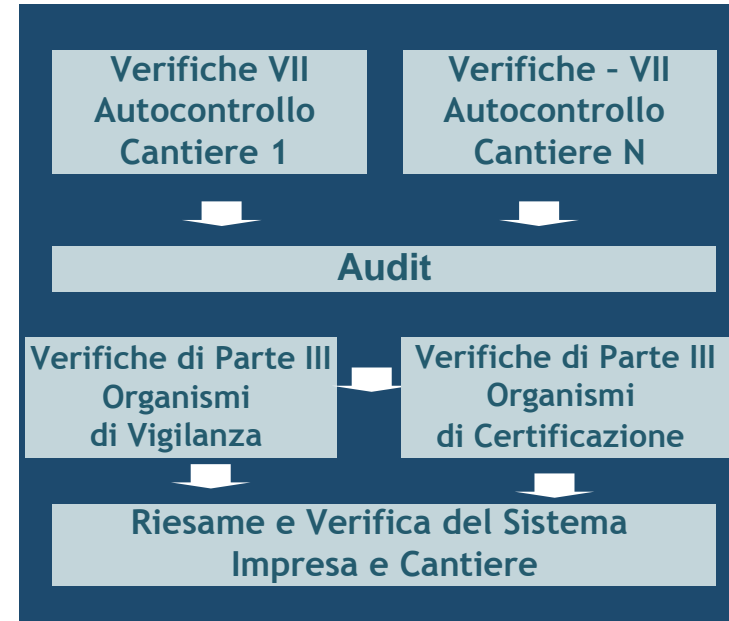 Verifiche VII
Autocontrollo
Cantiere 1
Verifiche – VII
Autocontrollo
Cantiere N
Audit
Verifiche di Parte III
Organismi
di Vigilanza
Verifiche di Parte III
Organismi
di Certificazione
Riesame e Verifica del Sistema
Impresa e Cantiere